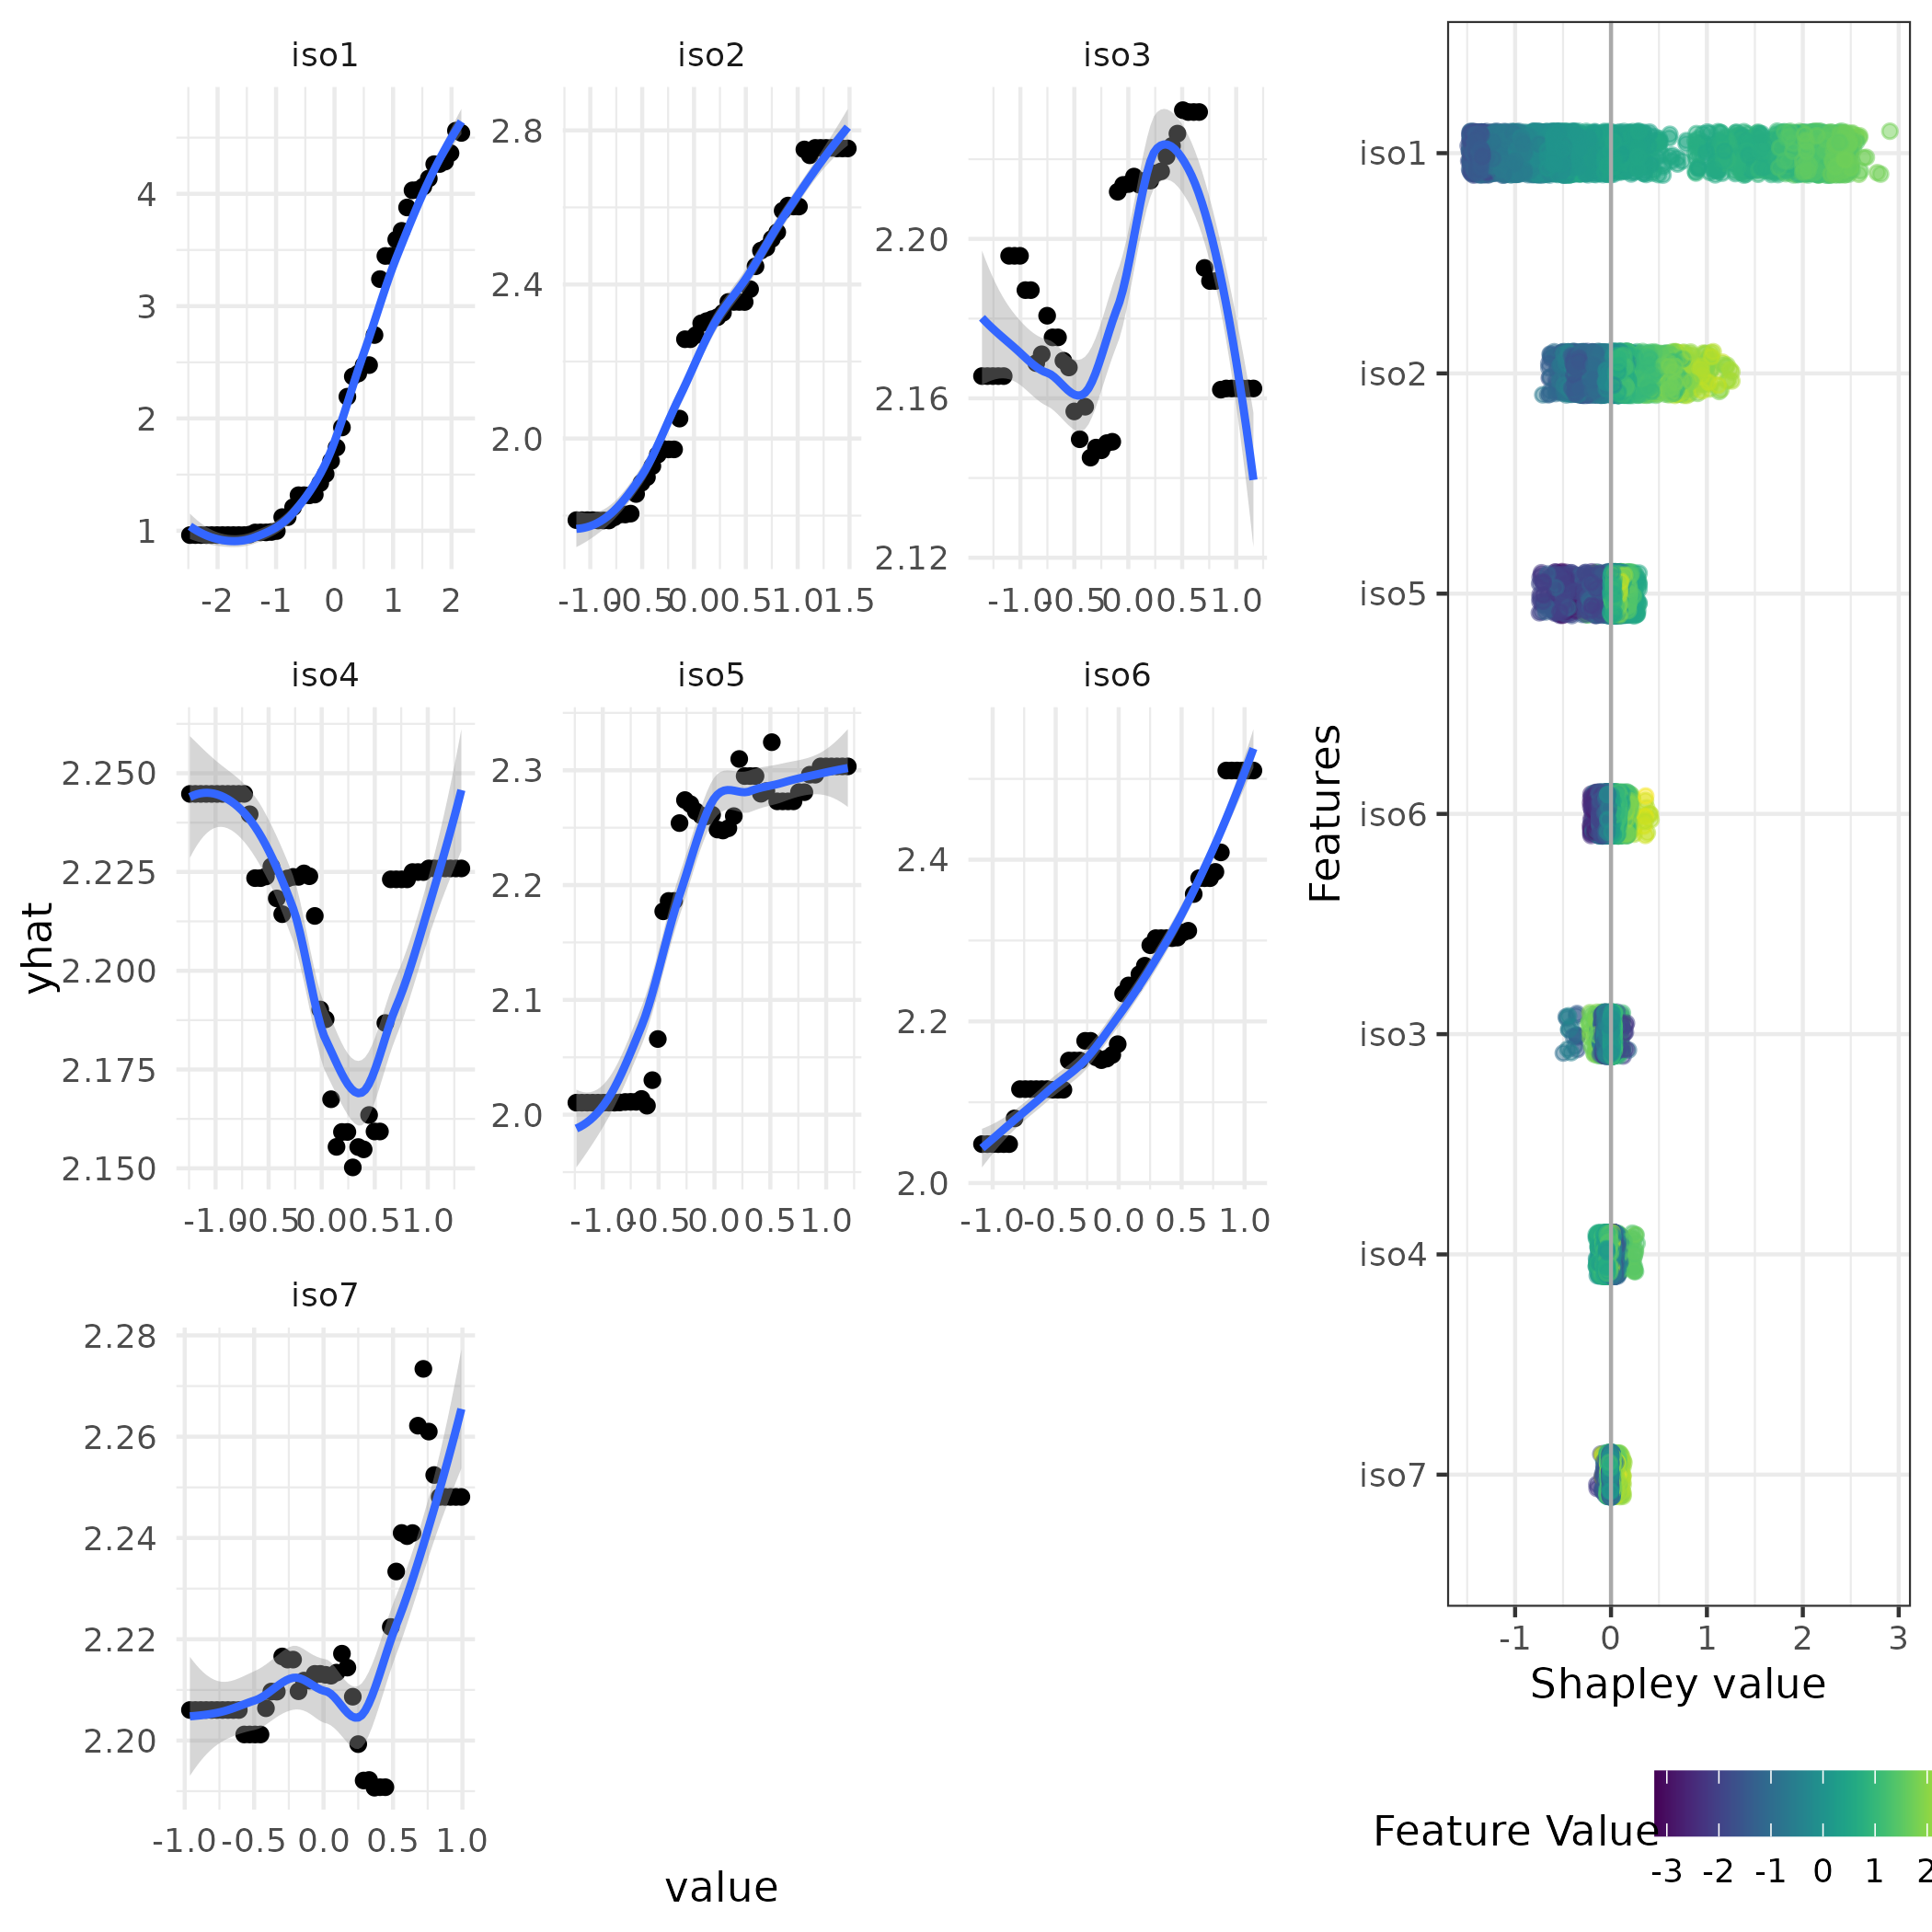 iso1 iso2 iso3
4
3
2
1
2.8
2.4
2.0
2.20
2.16
2.12
-2 -1 0 1 2
-1.0 -0.5 0.0 0.5 1.0 1.5
-1.0 -0.5 0.0 0.5 1.0
iso4 iso5 iso6
yhat
2.250
2.225
2.200
2.175
2.150
2.3
2.2
2.1
2.0
2.4
2.2
2.0
-1.0 -0.5 0.0 0.5 1.0
-1.0 -0.5 0.0 0.5 1.0
-1.0 -0.5 0.0 0.5 1.0
iso7
2.28
2.26
2.24
2.22
2.20
-1.0 -0.5 0.0 0.5 1.0
value
Features
iso1
iso2
iso5
iso6
iso3
iso4
iso7
-1 0 1 2 3
Shapley value
Feature Value
-3 -2 -1 0 1 2